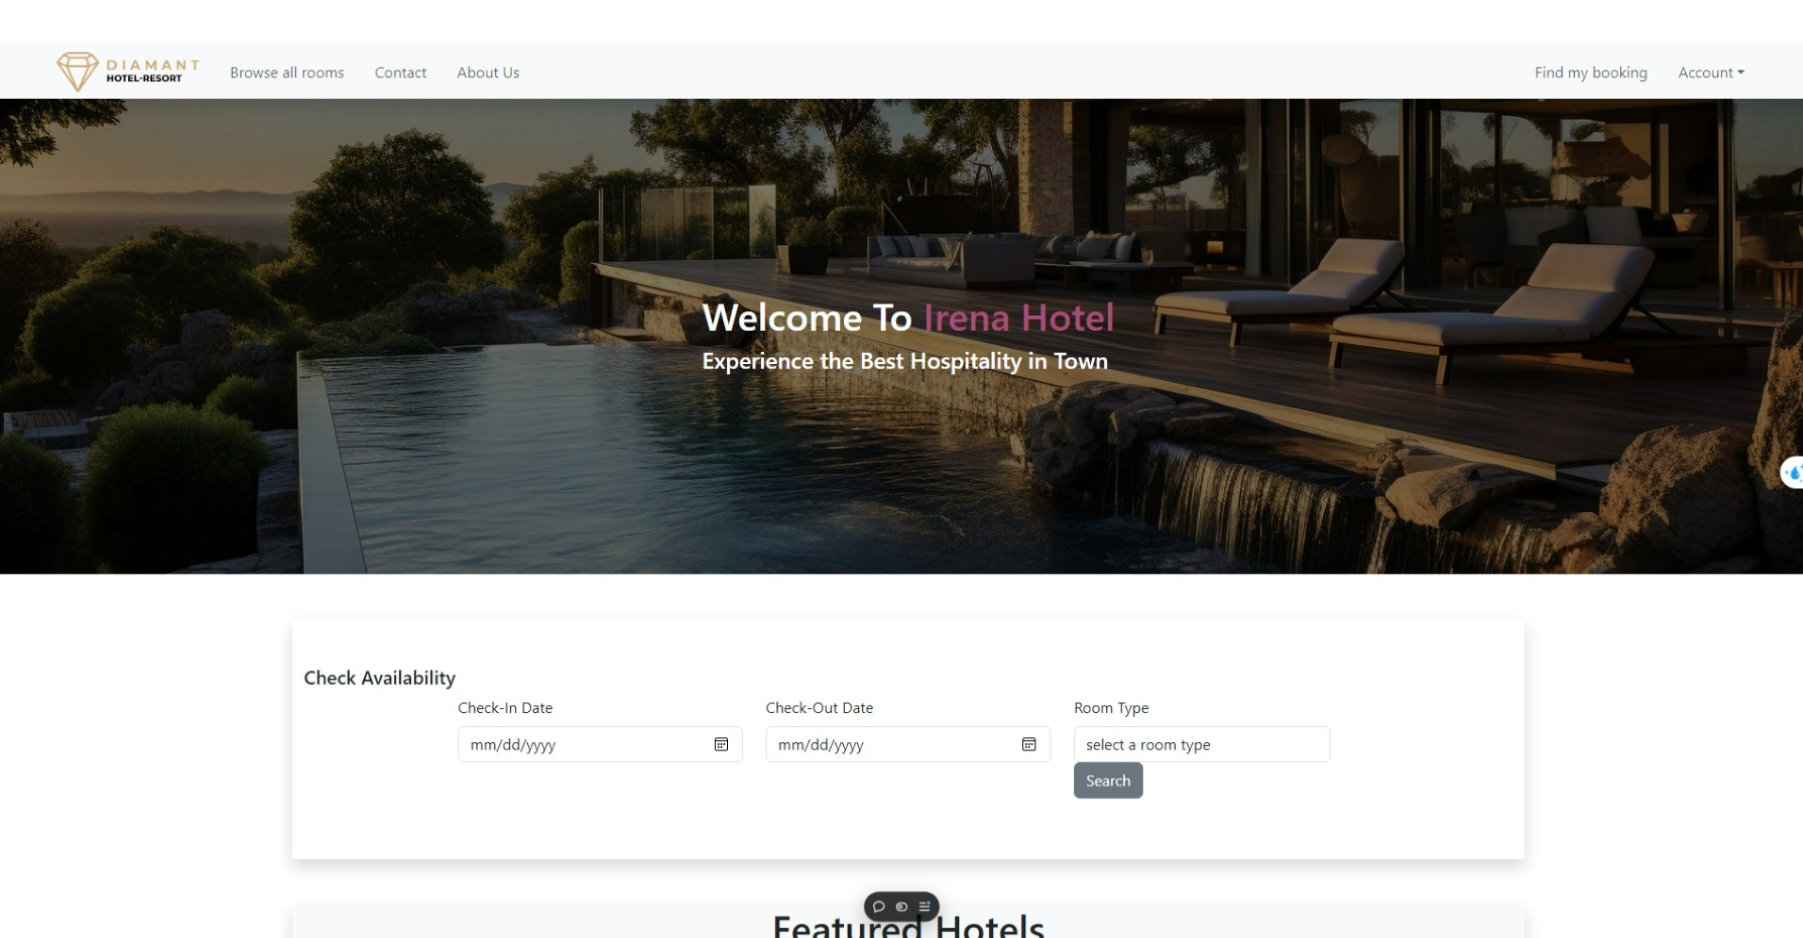 DIAMANT
HOTEL-RESORT
Browse all rooms
Contact
About Us
Find my booking
Account
Welcome To Irena Hotel
Experience the Best Hospitality in Town
Check Availability
Check-In Date
Check-Out Date
Room Type
mm/dd/yyyy
mm/dd/yyyy
select a room type
Search
Featured Hotels